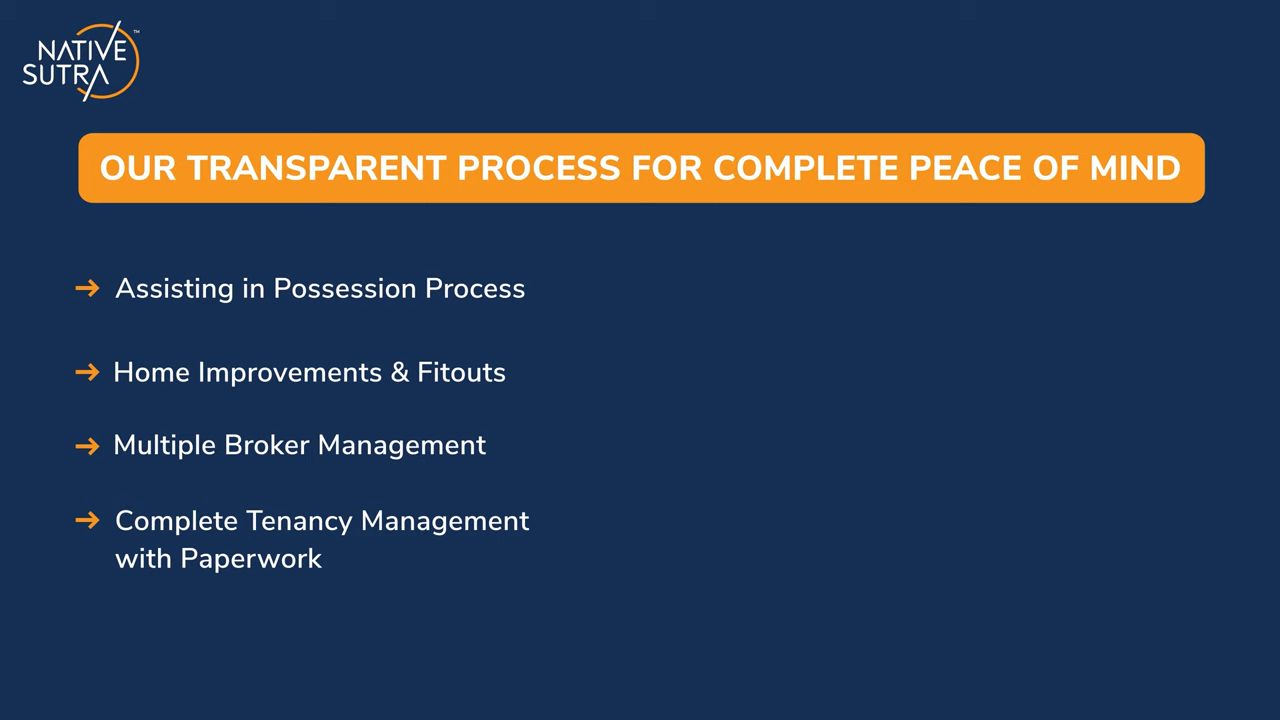 NATIVE
SUTRA
™
OUR TRANSPARENT PROCESS FOR COMPLETE PEACE OF MIND
→ Assisting in Possession Process
→ Home Improvements & Fitouts
→ Multiple Broker Management
→ Complete Tenancy Management
with Paperwork